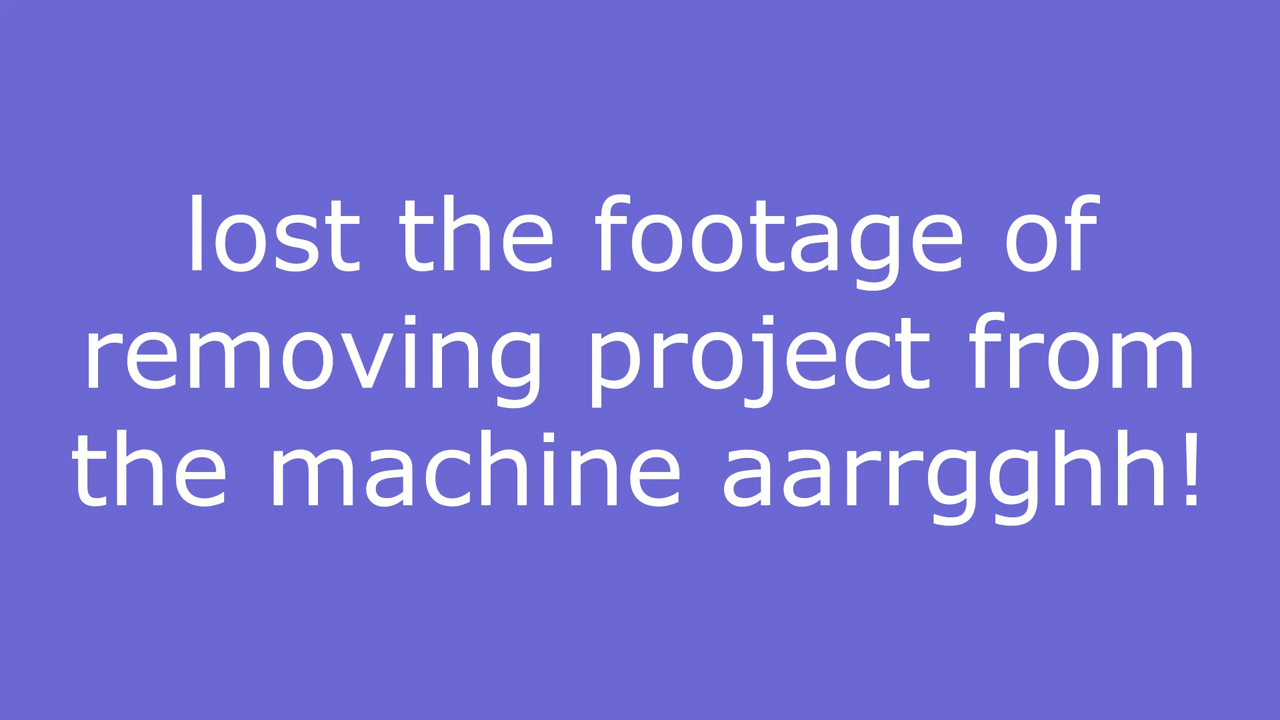 lost the footage of
removing project from
the machine aarrgghh!